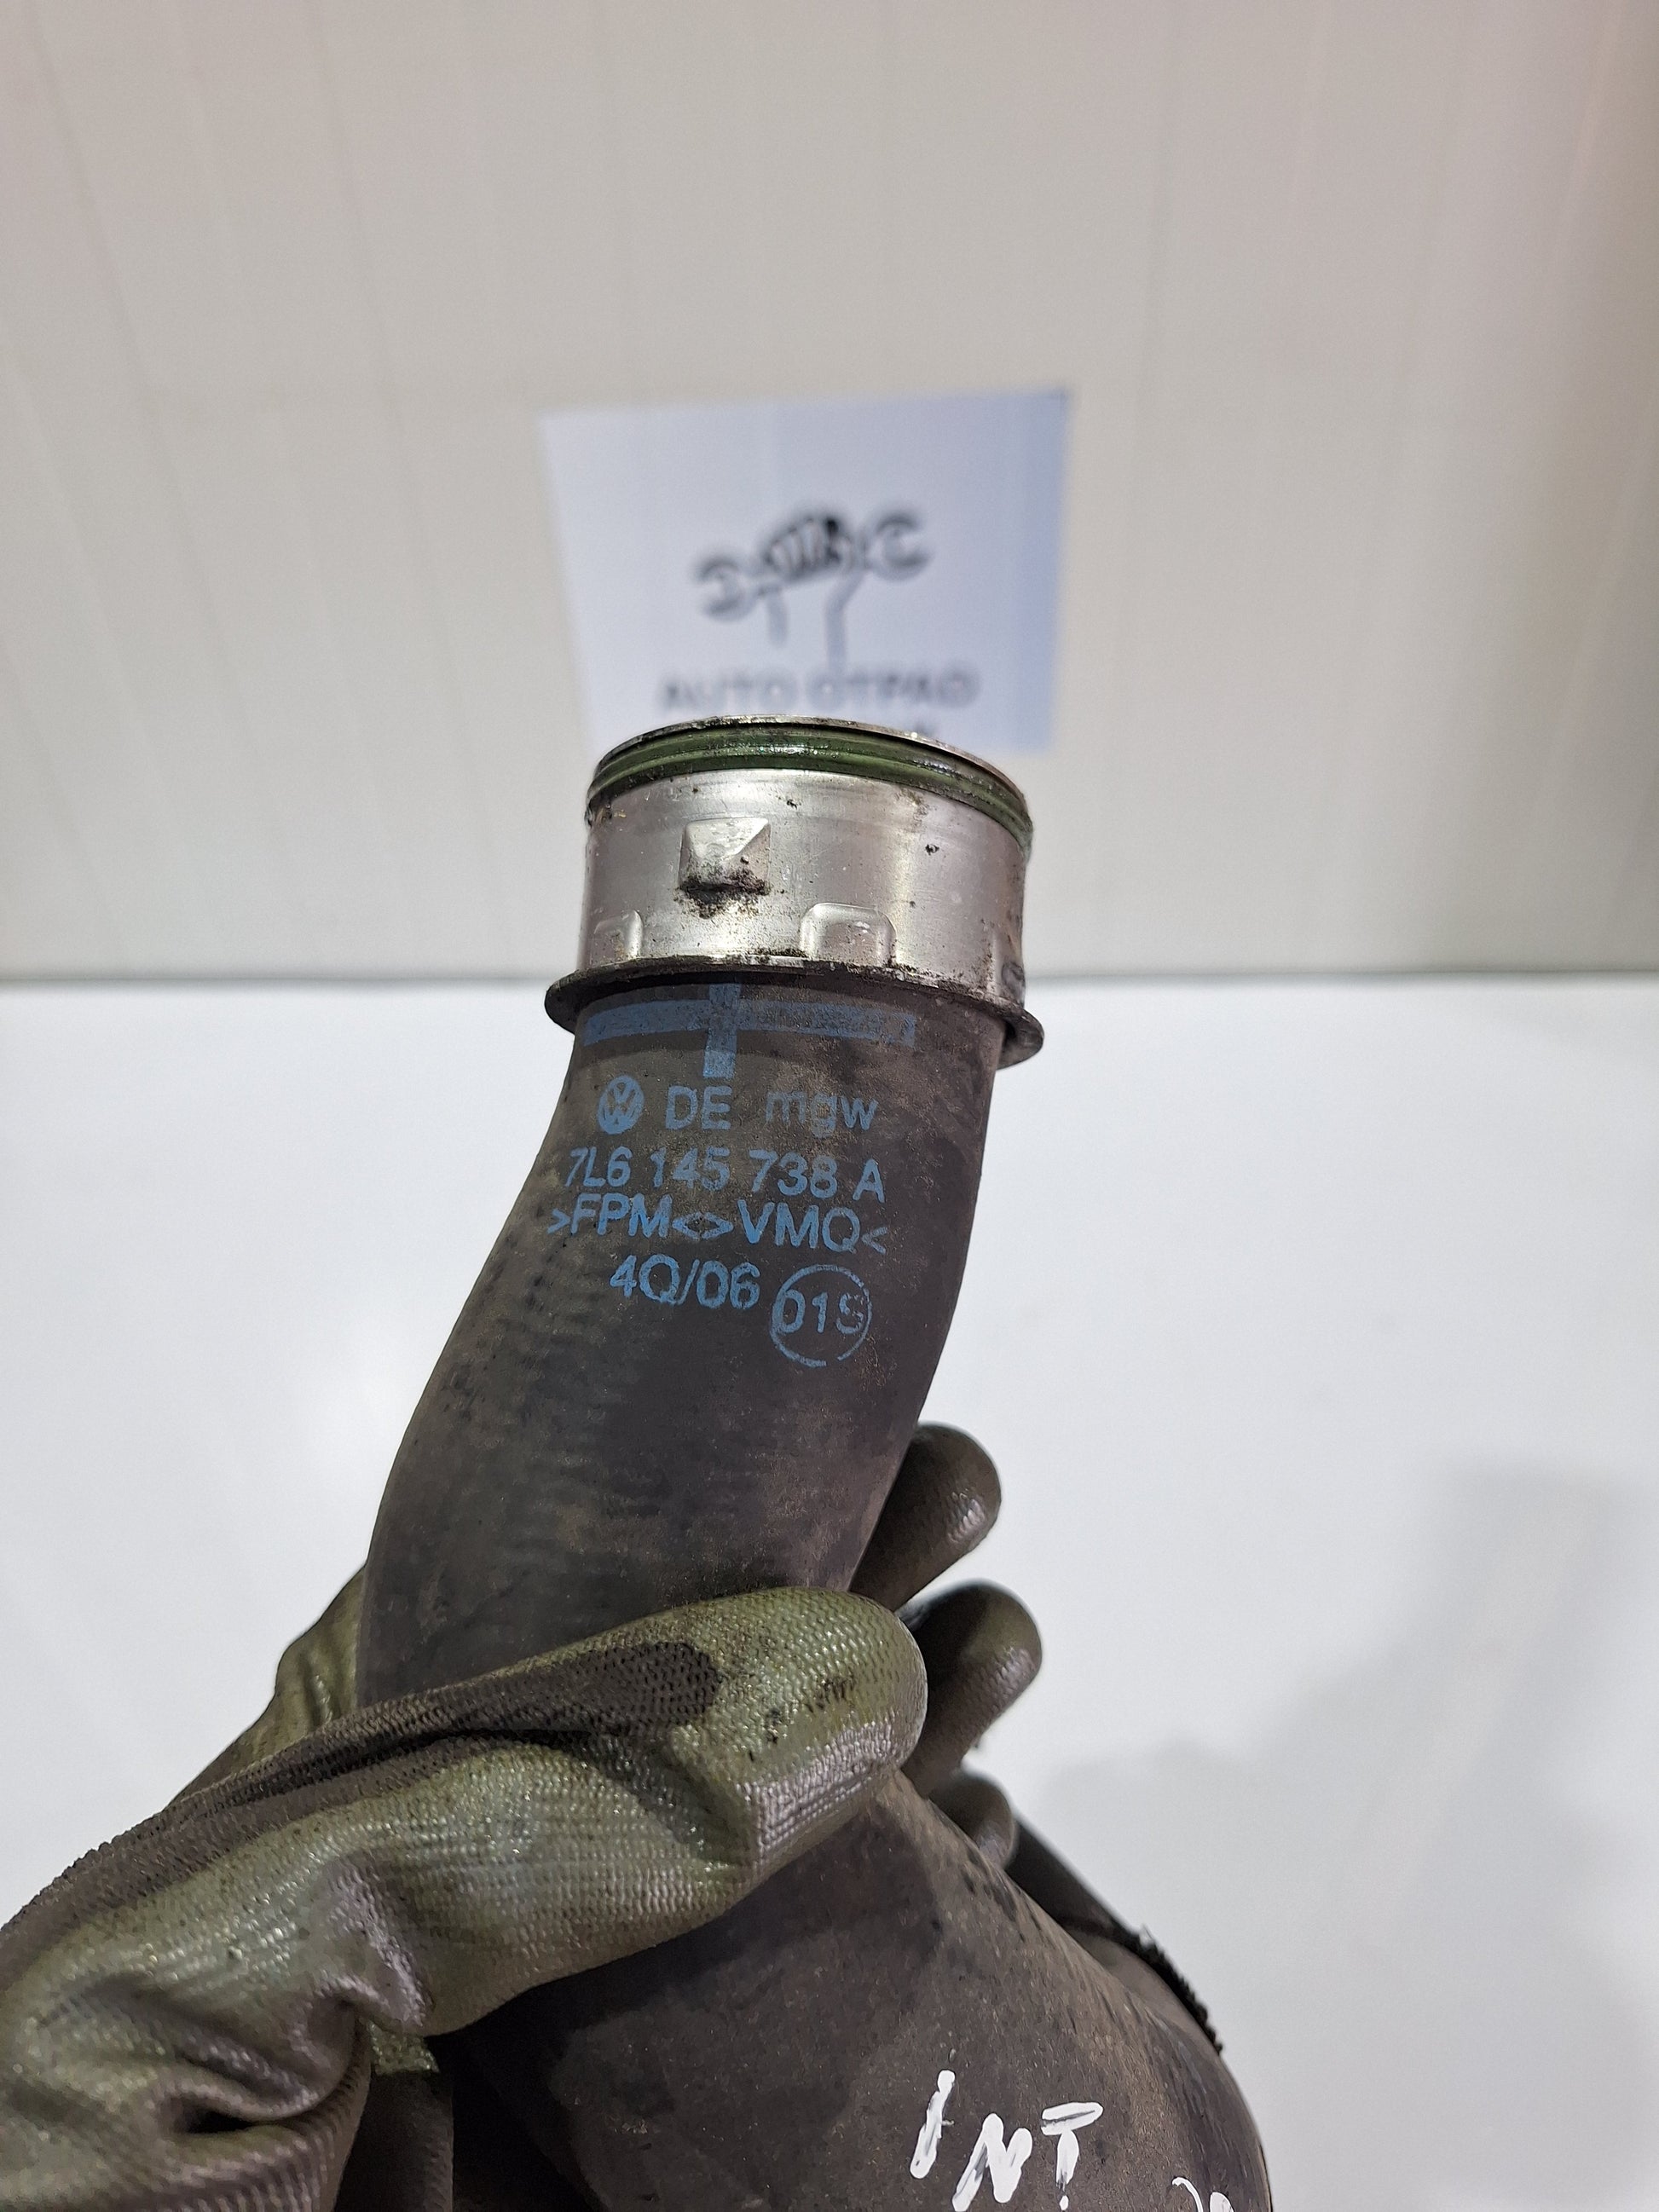 AUTO OTPAD
DE mgw
7L6 145 738 A
>FPM<>VMQ<
4Q/06 01S
INT